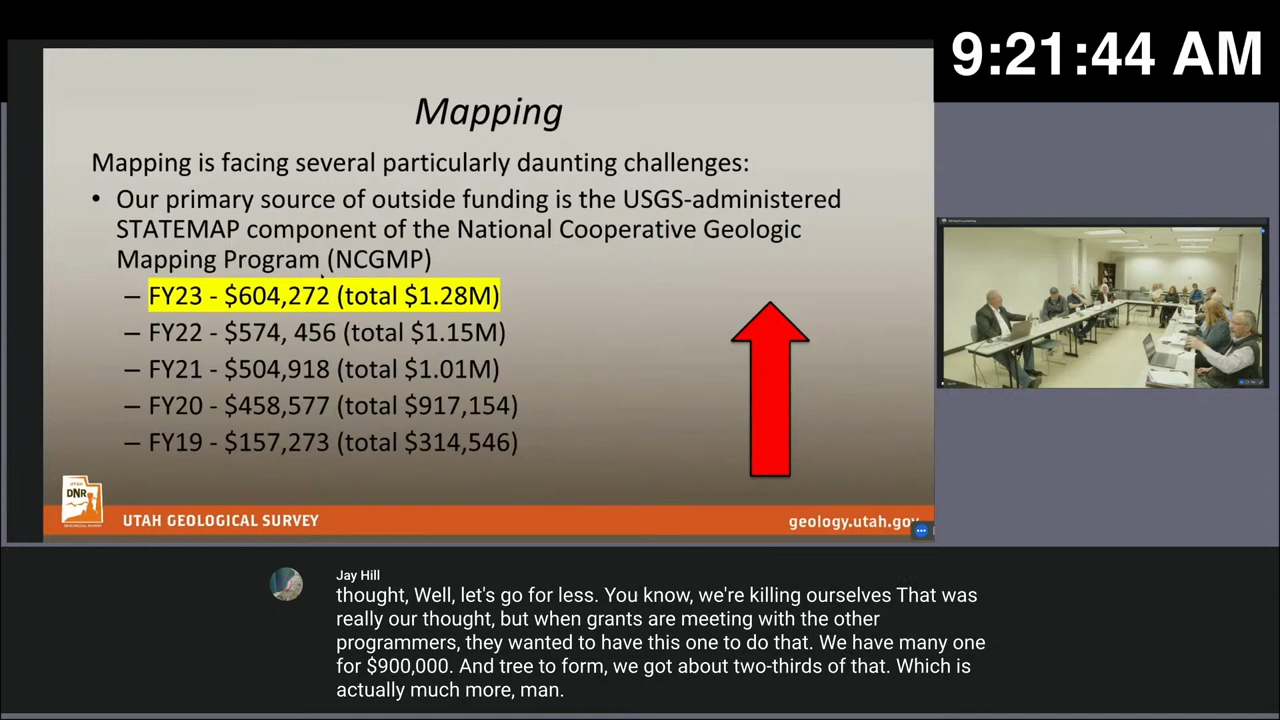 9:21:44 AM
Mapping
Mapping is facing several particularly daunting challenges:
• Our primary source of outside funding is the USGS-administered
STATEMAP component of the National Cooperative Geologic
Mapping Program (NCGMP)
– FY23 - $604,272 (total $1.28M)
– FY22 - $574, 456 (total $1.15M)
– FY21 - $504,918 (total $1.01M)
– FY20 - $458,577 (total $917,154)
– FY19 - $157,273 (total $314,546)
UTAH
DNR
UTAH GEOLOGICAL SURVEY
geology.utah.gov
Jay Hill
thought, Well, let's go for less. You know, we're killing ourselves That was
really our thought, but when grants are meeting with the other
programmers, they wanted to have this one to do that. We have many one
for $900,000. And tree to form, we got about two-thirds of that. Which is
actually much more, man.